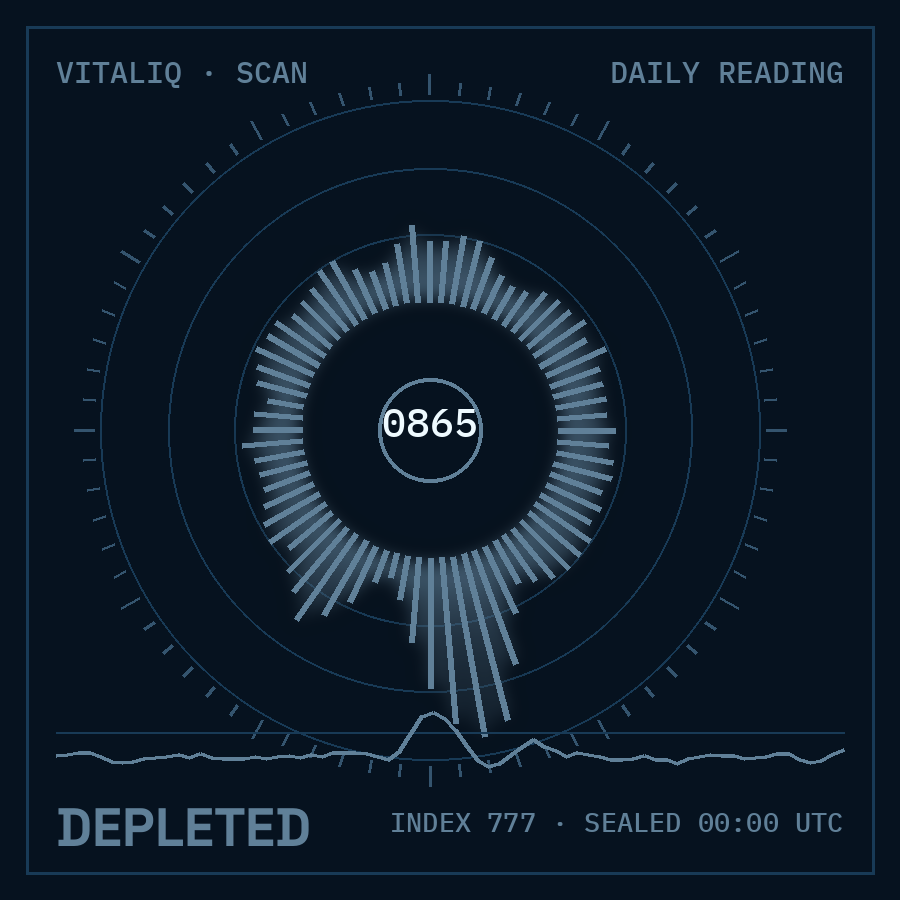 VITALIQ · SCAN
DAILY READING
0865
DEPLETED
INDEX 777 · SEALED 00:00 UTC